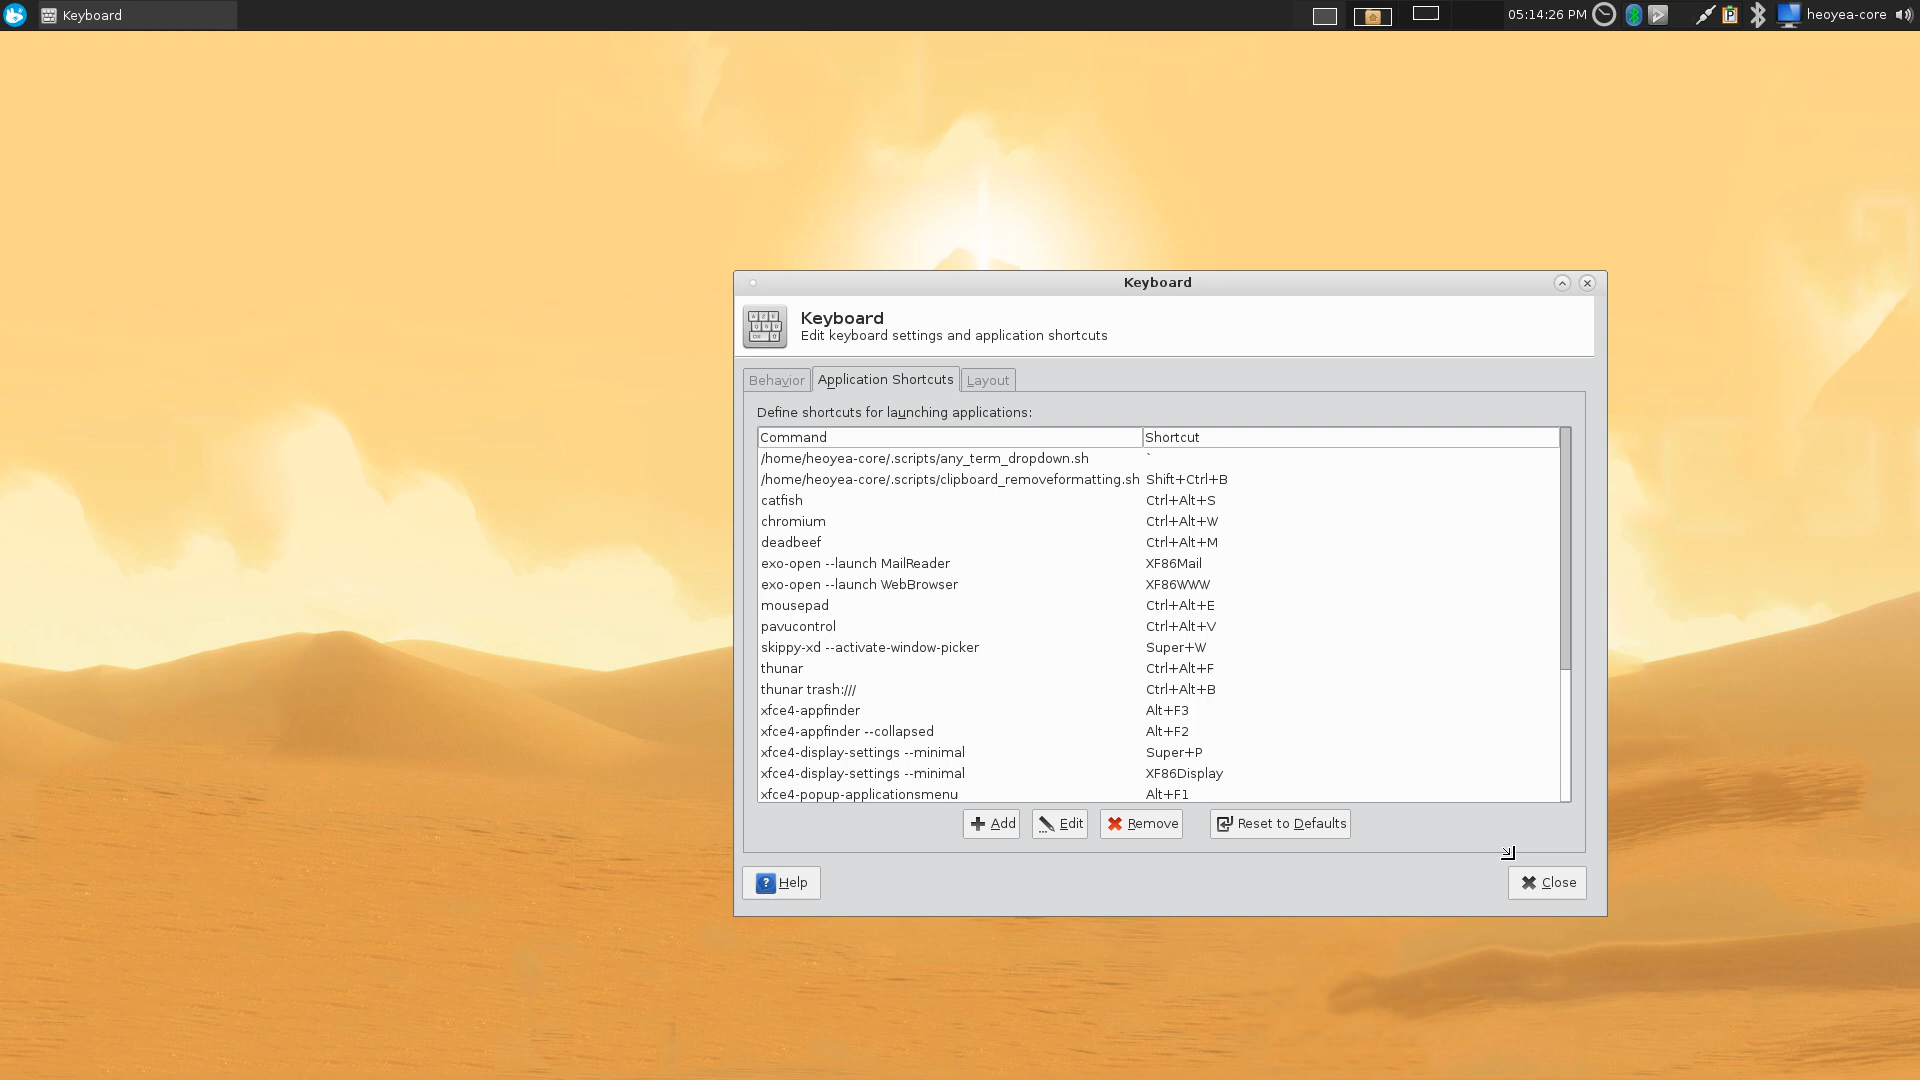 Keyboard
05:14:26 PM
heoyea-core
Keyboard
Keyboard
Edit keyboard settings and application shortcuts
Behavior Application Shortcuts Layout
Define shortcuts for launching applications:
Command Shortcut
/home/heoyea-core/.scripts/any_term_dropdown.sh `
/home/heoyea-core/.scripts/clipboard_removeformatting.sh Shift+Ctrl+B
catfish Ctrl+Alt+S
chromium Ctrl+Alt+W
deadbeef Ctrl+Alt+M
exo-open --launch MailReader XF86Mail
exo-open --launch WebBrowser XF86WWW
mousepad Ctrl+Alt+E
pavucontrol Ctrl+Alt+V
skippy-xd --activate-window-picker Super+W
thunar Ctrl+Alt+F
thunar trash:/// Ctrl+Alt+B
xfce4-appfinder Alt+F3
xfce4-appfinder --collapsed Alt+F2
xfce4-display-settings --minimal Super+P
xfce4-display-settings --minimal XF86Display
xfce4-popup-applicationsmenu Alt+F1
Add Edit Remove Reset to Defaults
Help Close